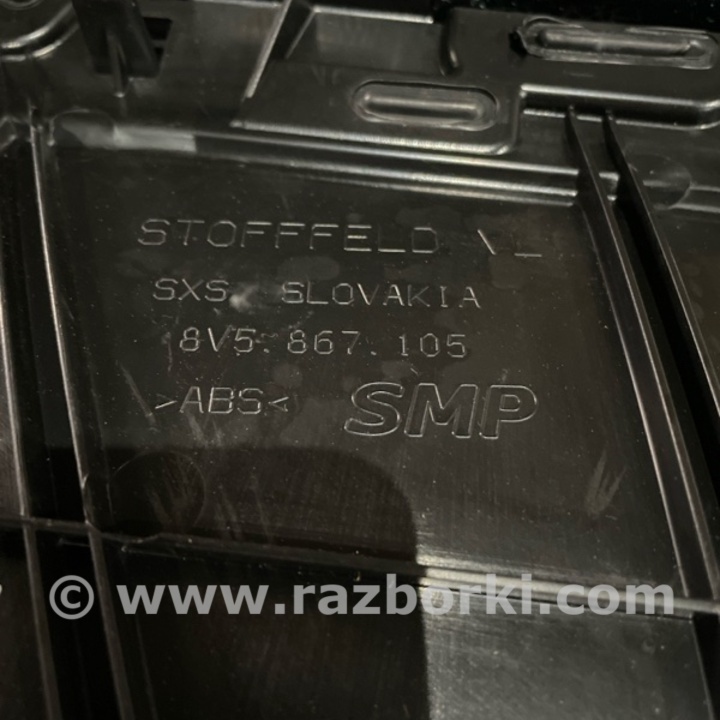 STOFFFELD VL
SXS SLOVAKIA
8V5.867.105
>ABS< SMP
© www.razborki.com